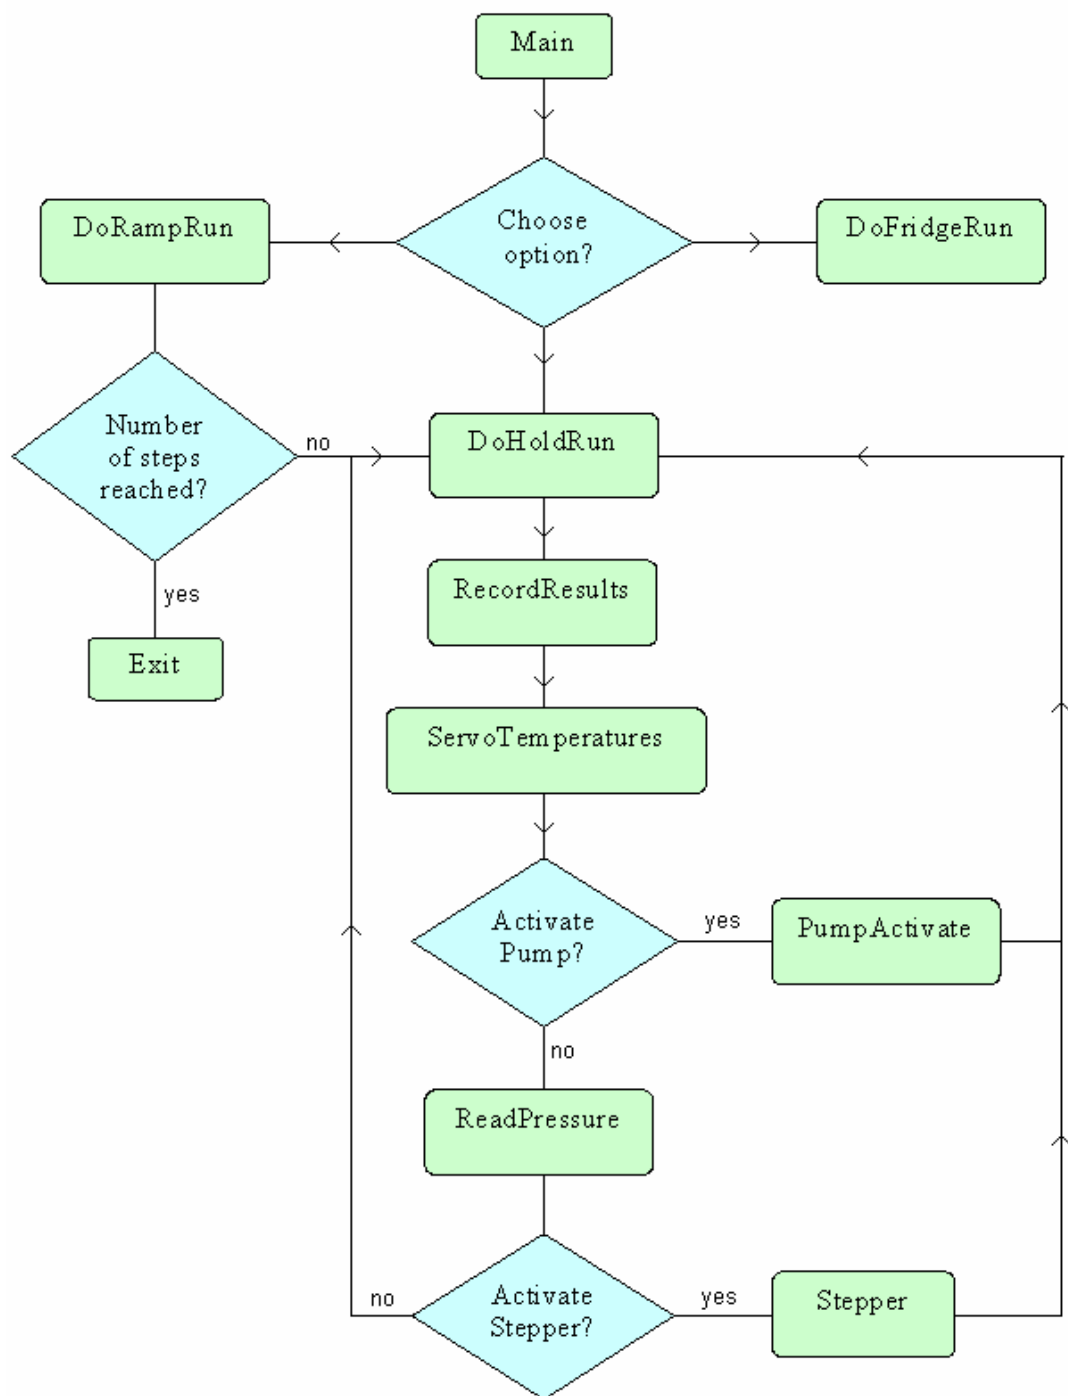 Main
Choose
option?
DoRampRun
DoFridgeRun
Number
of steps
reached?
no
DoHoldRun
yes
Exit
RecordResults
ServoTemperatures
Activate
Pump?
yes
PumpActivate
no
ReadPressure
no
Activate
Stepper?
yes
Stepper